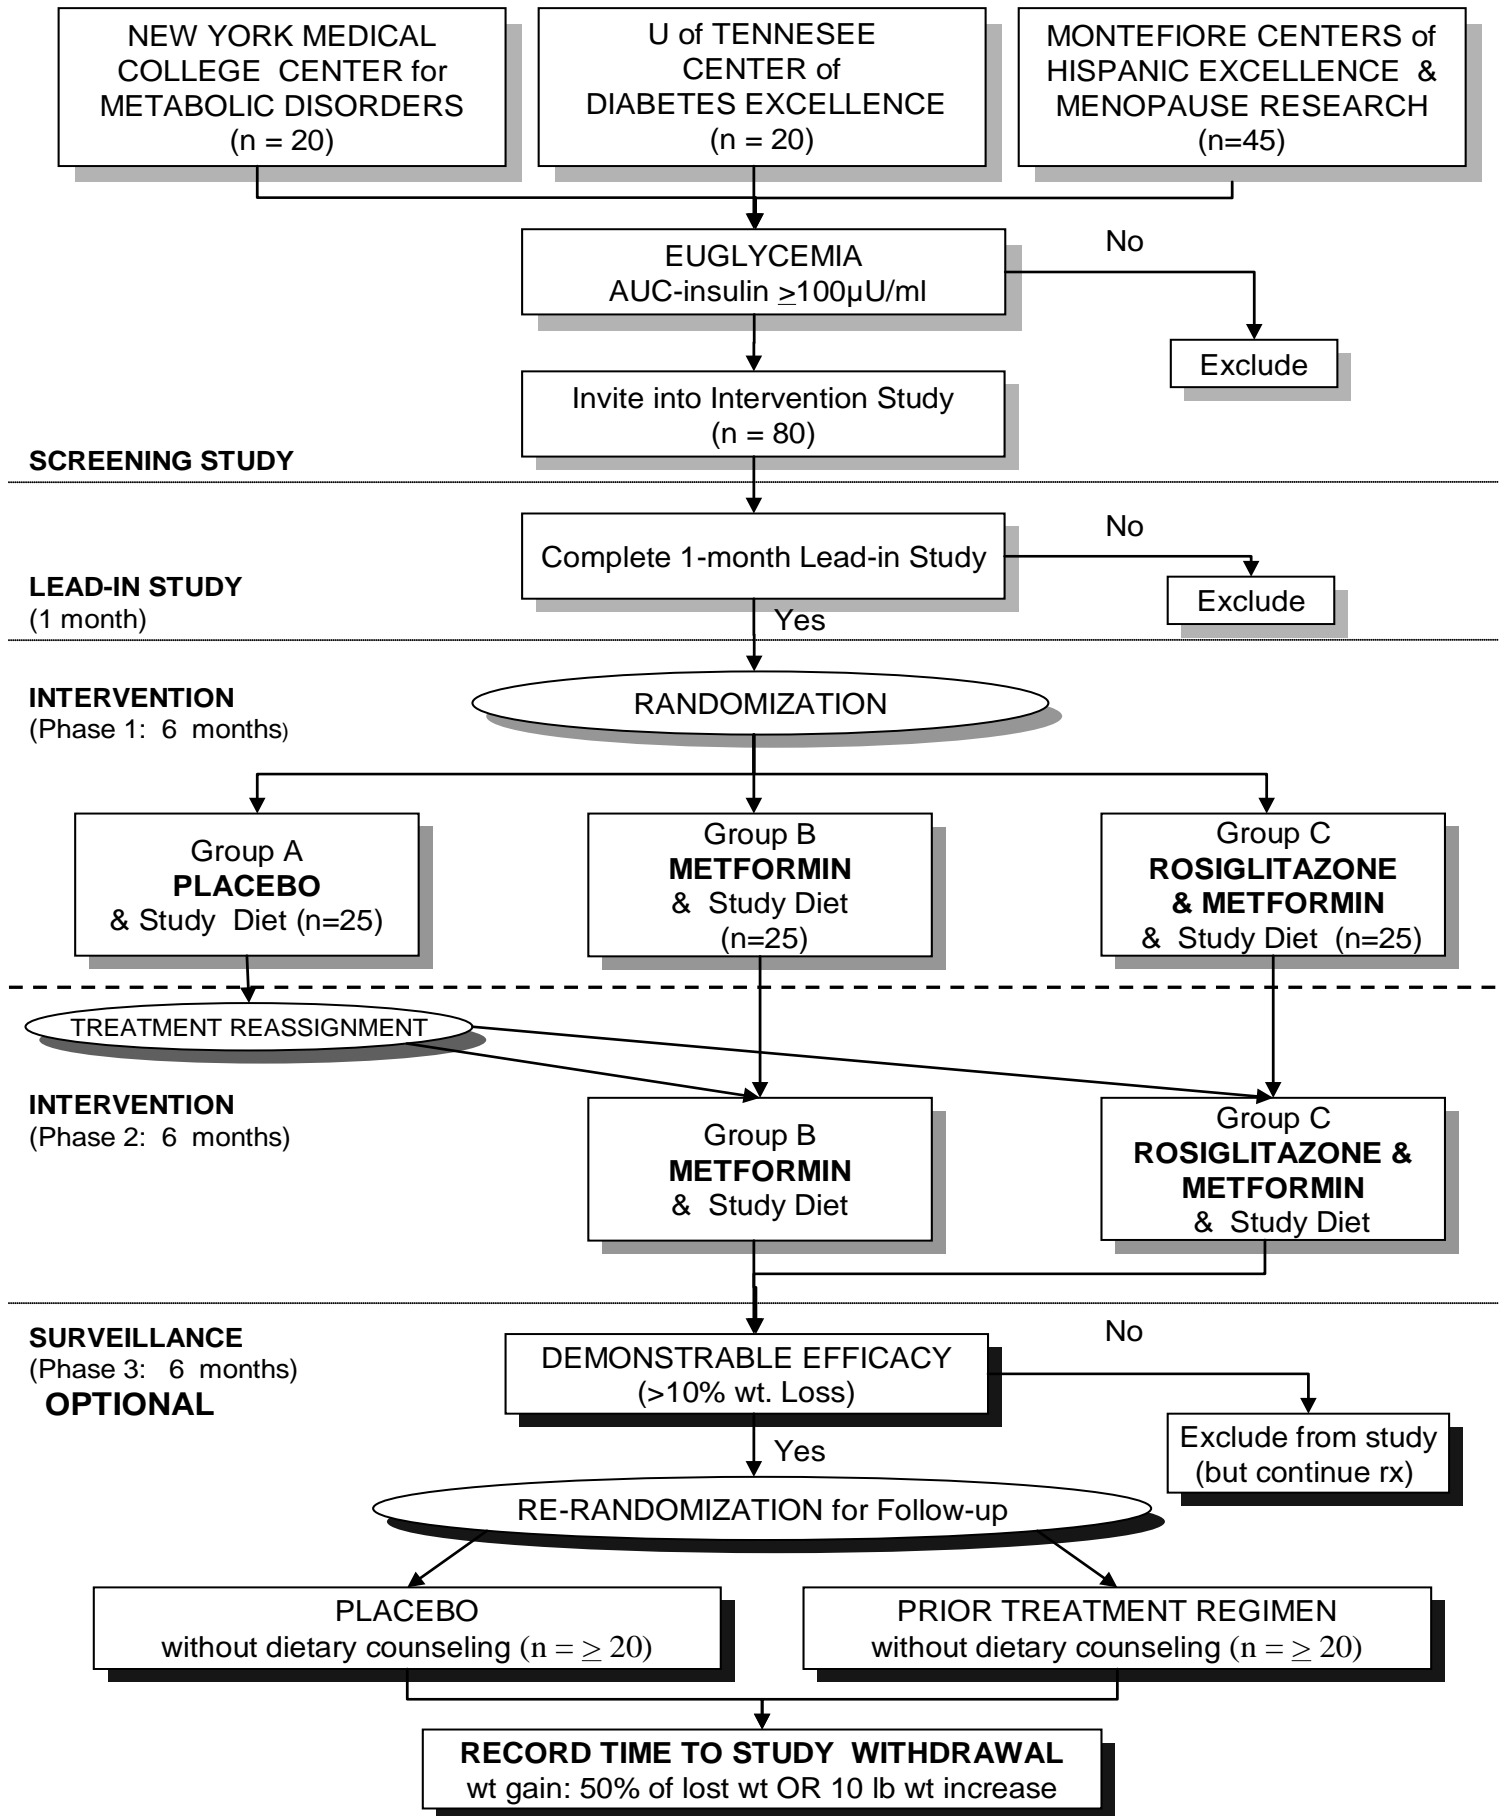 NEW YORK MEDICAL
COLLEGE CENTER for
METABOLIC DISORDERS
(n = 20)
U of TENNESEE
CENTER of
DIABETES EXCELLENCE
(n = 20)
MONTEFIORE CENTERS of
HISPANIC EXCELLENCE &
MENOPAUSE RESEARCH
(n=45)
EUGLYCEMIA
AUC-insulin ≥100µU/ml
No
Exclude
Invite into Intervention Study
(n = 80)
SCREENING STUDY
Complete 1-month Lead-in Study
No
Exclude
LEAD-IN STUDY
(1 month)
Yes
INTERVENTION
(Phase 1: 6 months)
RANDOMIZATION
Group A
PLACEBO
& Study Diet (n=25)
Group B
METFORMIN
& Study Diet
(n=25)
Group C
ROSIGLITAZONE
& METFORMIN
& Study Diet (n=25)
TREATMENT REASSIGNMENT
INTERVENTION
(Phase 2: 6 months)
Group B
METFORMIN
& Study Diet
Group C
ROSIGLITAZONE &
METFORMIN
& Study Diet
SURVEILLANCE
(Phase 3: 6 months)
OPTIONAL
DEMONSTRABLE EFFICACY
(>10% wt. Loss)
No
Exclude from study
(but continue rx)
Yes
RE-RANDOMIZATION for Follow-up
PLACEBO
without dietary counseling (n = ≥ 20)
PRIOR TREATMENT REGIMEN
without dietary counseling (n = ≥ 20)
RECORD TIME TO STUDY WITHDRAWAL
wt gain: 50% of lost wt OR 10 lb wt increase